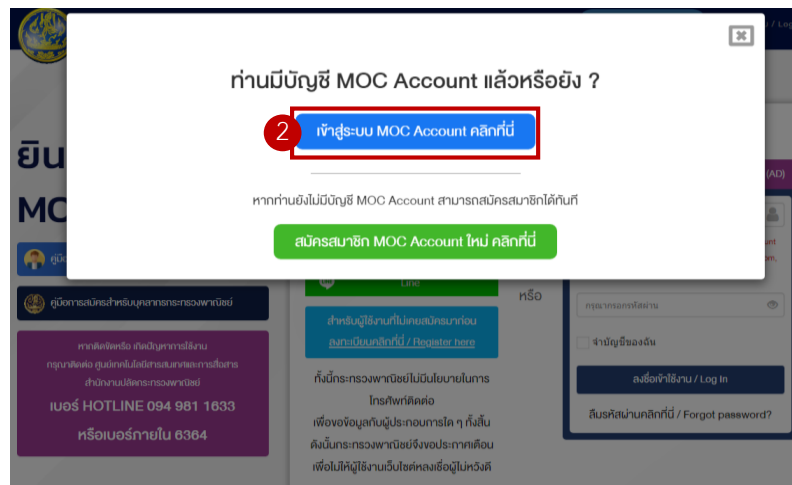 / Log
ท่านมีบัญชี MOC Account แล้วหรือยัง ?
2
เข้าสู่ระบบ MOC Account คลิกที่นี่
หากท่านยังไม่มีบัญชี MOC Account สามารถสมัครสมาชิกได้ทันที
สมัครสมาชิก MOC Account ใหม่ คลิกที่นี่
ยิน
MC
(AD)
คู่มือการสมัครสำหรับบุคลากรกระทรวงพาณิชย์
หากติดขัดหรือ เกิดปัญหาการใช้งาน
กรุณาติดต่อ ศูนย์เทคโนโลยีสารสนเทศและการสื่อสาร
สำนักงานปลัดกระทรวงพาณิชย์
เบอร์ HOTLINE 094 981 1633
หรือเบอร์ภายใน 6364
Line
สำหรับผู้ใช้งานที่ไม่เคยสมัครมาก่อน
ลงทะเบียนคลิกที่นี่ / Register here
ทั้งนี้กระทรวงพาณิชย์ไม่มีนโยบายในการ
โทรศัพท์ติดต่อ
เพื่อขอข้อมูลกับผู้ประกอบการใด ๆ ทั้งสิ้น
ดังนั้นกระทรวงพาณิชย์จึงขอประกาศเตือน
เพื่อไม่ให้ผู้ใช้งานเว็บไซต์หลงเชื่อผู้ไม่หวังดี
หรือ
กรุณากรอกรหัสผ่าน
จำบัญชีของฉัน
ลงชื่อเข้าใช้งาน / Log In
ลืมรหัสผ่านคลิกที่นี่ / Forgot password?